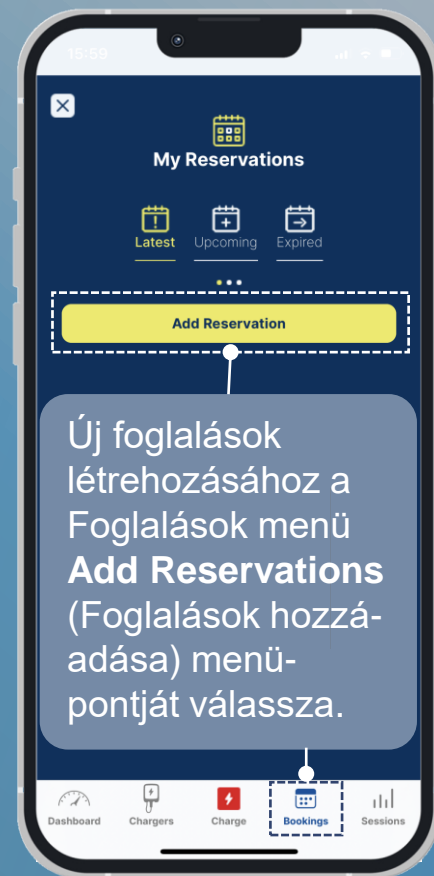 15:59
My Reservations
Latest Upcoming Expired
Add Reservation
Új foglalások
létrehozásához a
Foglalások menü
Add Reservations
(Foglalások hozzá-
adása) menü-
pontját válassza.
Dashboard Chargers Charge Bookings Sessions